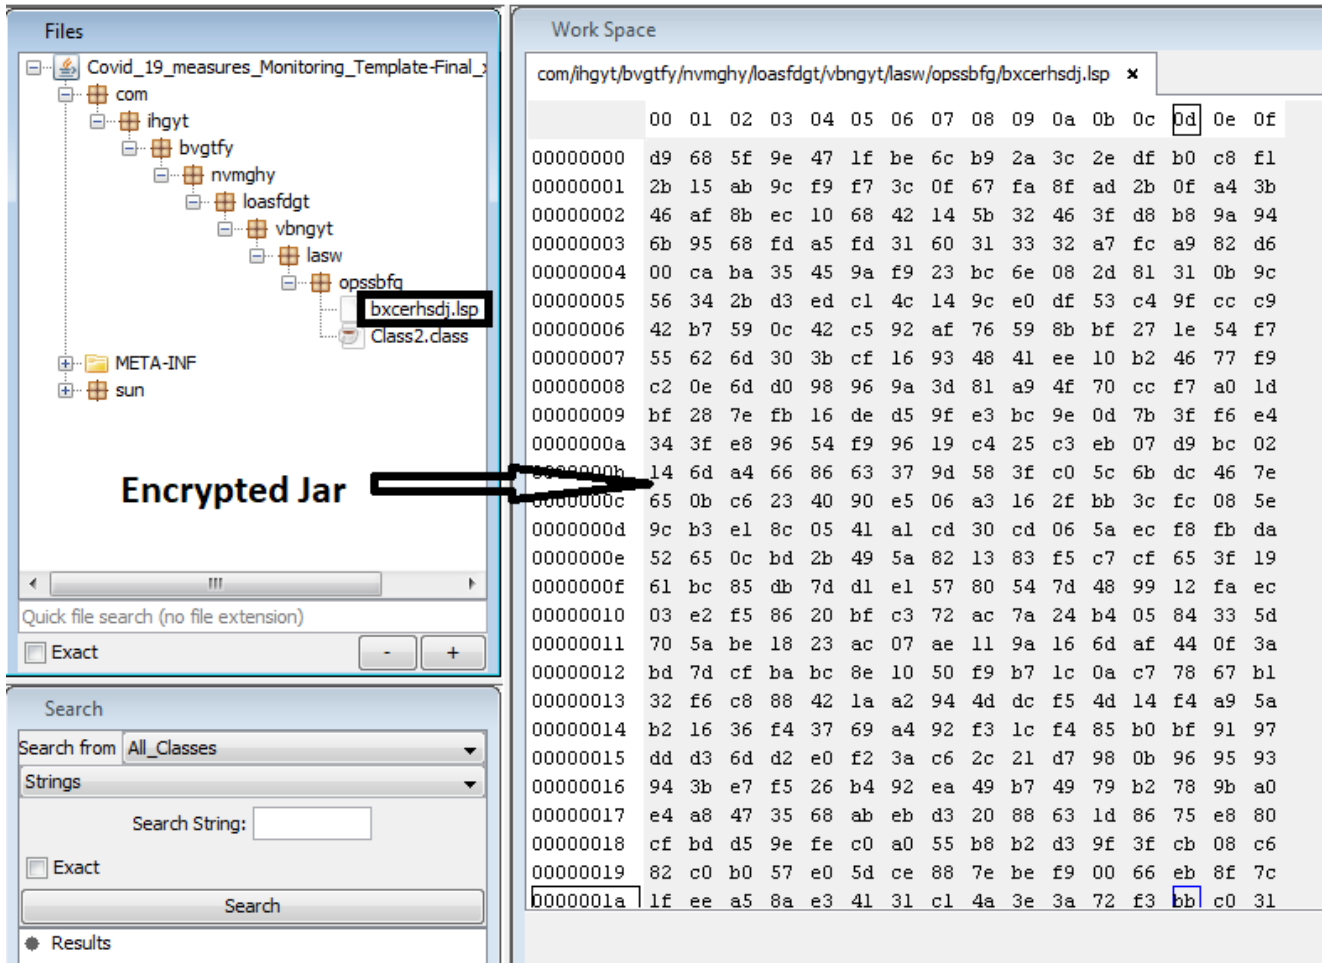 Files
Covid_19_measures_Monitoring_Template-Final_
com
ihgyt
bvgtfy
nvmghy
loasfdgt
vbngyt
lasw
opssbfg
bxcerhsdj.lsp
Class2.class
META-INF
sun
Encrypted Jar
Quick file search (no file extension)
Exact
- +
Search
Search from All_Classes
Strings
Search String:
Exact
Search
Results
Work Space
com/ihgyt/bvgtfy/nvmghy/loasfdgt/vbngyt/lasw/opssbfg/bxcerhsdj.lsp ×
00 01 02 03 04 05 06 07 08 09 0a 0b 0c 0d 0e 0f
00000000 d9 68 5f 9e 47 1f be 6c b9 2a 3c 2e df b0 c8 f1
00000001 2b 15 ab 9c f9 f7 3c 0f 67 fa 8f ad 2b 0f a4 3b
00000002 46 af 8b ec 10 68 42 14 5b 32 46 3f d8 b8 9a 94
00000003 6b 95 68 fd a5 fd 31 60 31 33 32 a7 fc a9 82 d6
00000004 00 ca ba 35 45 9a f9 23 bc 6e 08 2d 81 31 0b 9c
00000005 56 34 2b d3 ed c1 4c 14 9c e0 df 53 c4 9f cc c9
00000006 42 b7 59 0c 42 c5 92 af 76 59 8b bf 27 1e 54 f7
00000007 55 62 6d 30 3b cf 16 93 48 41 ee 10 b2 46 77 f9
00000008 c2 0e 6d d0 98 96 9a 3d 81 a9 4f 70 cc f7 a0 1d
00000009 bf 28 7e fb 16 de d5 9f e3 bc 9e 0d 7b 3f f6 e4
0000000a 34 3f e8 96 54 f9 96 19 c4 25 c3 eb 07 d9 bc 02
0000000b 14 6d a4 66 86 63 37 9d 58 3f c0 5c 6b dc 46 7e
0000000c 65 0b c6 23 40 90 e5 06 a3 16 2f bb 3c fc 08 5e
0000000d 9c b3 e1 8c 05 41 a1 cd 30 cd 06 5a ec f8 fb da
0000000e 52 65 0c bd 2b 49 5a 82 13 83 f5 c7 cf 65 3f 19
0000000f 61 bc 85 db 7d d1 e1 57 80 54 7d 48 99 12 fa ec
00000010 03 e2 f5 86 20 bf c3 72 ac 7a 24 b4 05 84 33 5d
00000011 70 5a be 18 23 ac 07 ae 11 9a 16 6d af 44 0f 3a
00000012 bd 7d cf ba bc 8e 10 50 f9 b7 1c 0a c7 78 67 b1
00000013 32 f6 c8 88 42 1a a2 94 4d dc f5 4d 14 f4 a9 5a
00000014 b2 16 36 f4 37 69 a4 92 f3 1c f4 85 b0 bf 91 97
00000015 dd d3 6d d2 e0 f2 3a c6 2c 21 d7 98 0b 96 95 93
00000016 94 3b e7 f5 26 b4 92 ea 49 b7 49 79 b2 78 9b a0
00000017 e4 a8 47 35 68 ab eb d3 20 88 63 1d 86 75 e8 80
00000018 cf bd d5 9e fe c0 a0 55 b8 b2 d3 9f 3f cb 08 c6
00000019 82 c0 b0 57 e0 5d ce 88 7e be f9 00 66 eb 8f 7c
0000001a 1f ee a5 8a e3 41 31 c1 4a 3e 3a 72 f3 bb c0 31